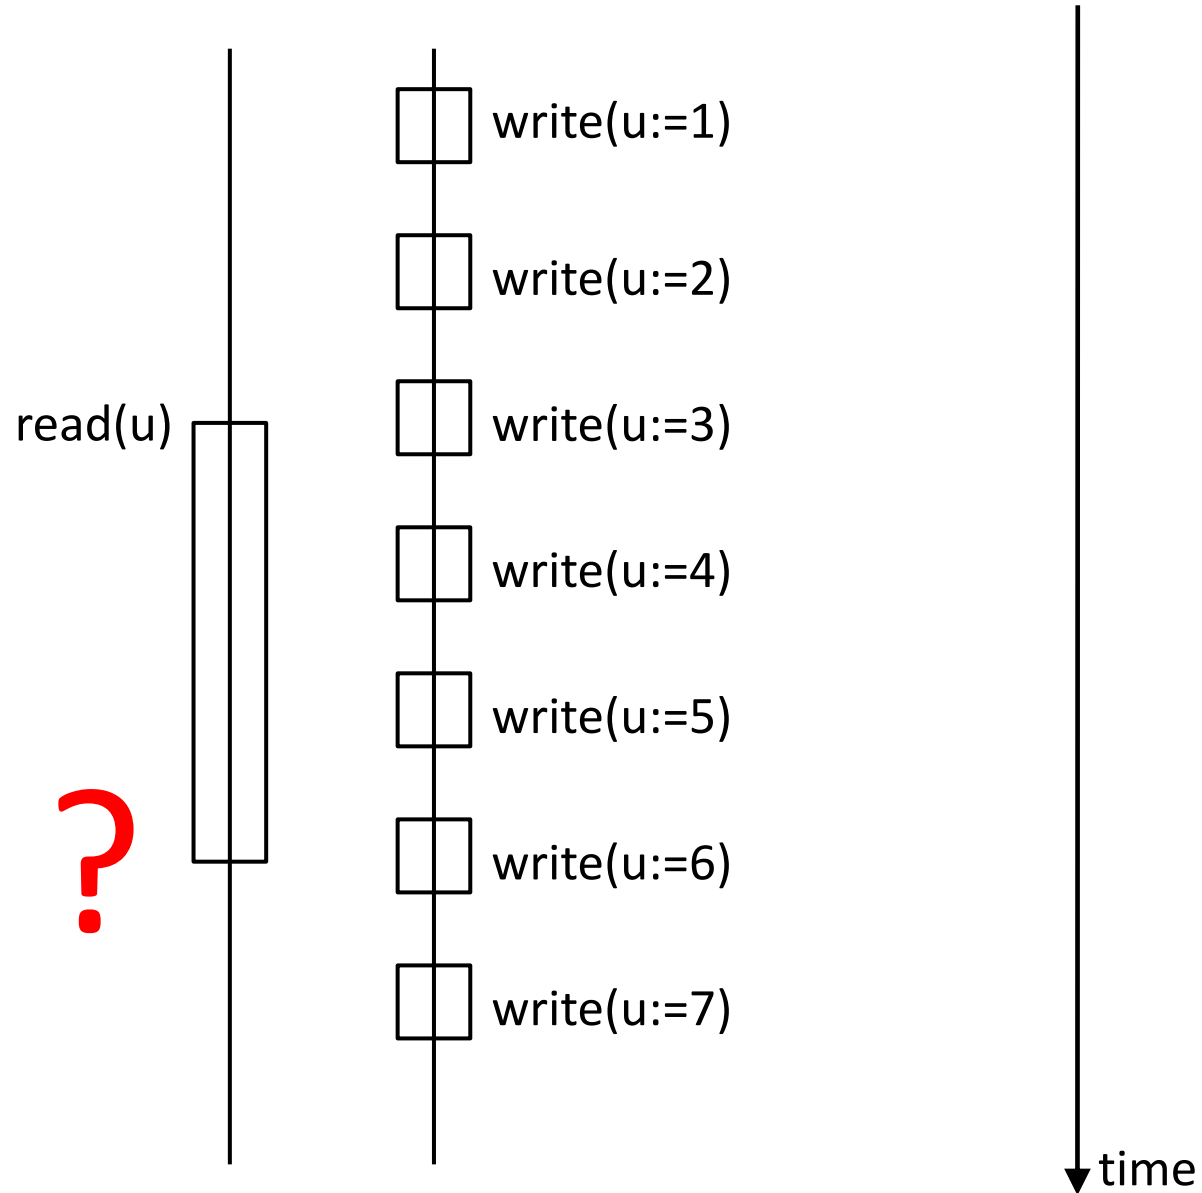 write(u:=1)
write(u:=2)
read(u)
write(u:=3)
write(u:=4)
write(u:=5)
?
write(u:=6)
write(u:=7)
time